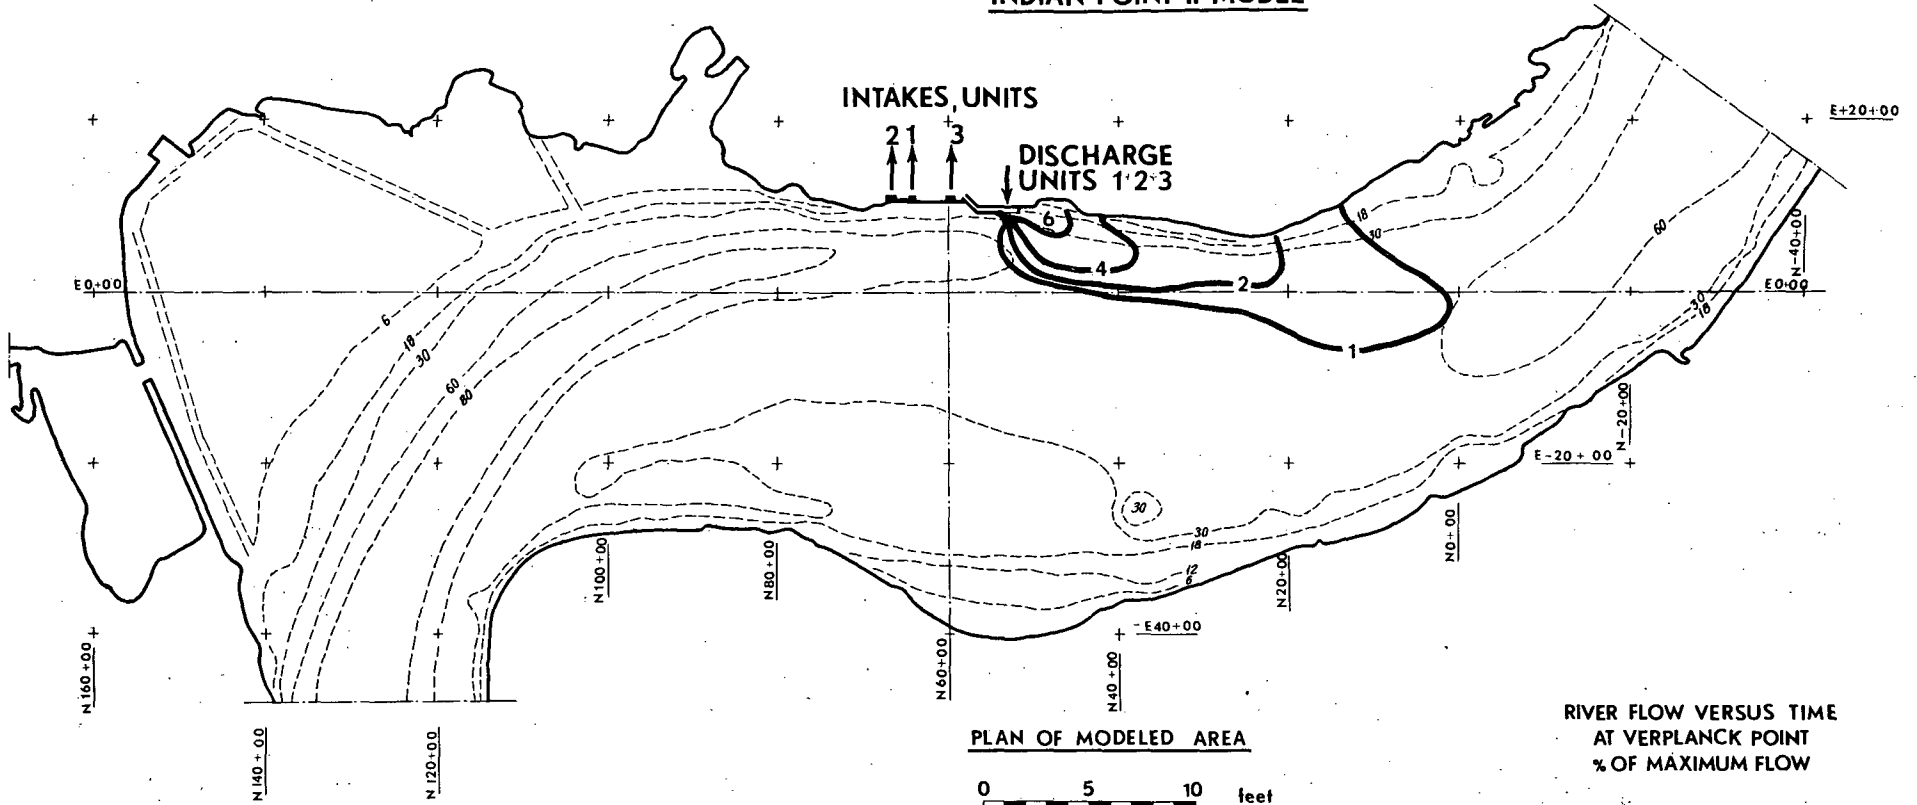 INDIAN POINT II MODEL
INTAKES, UNITS
2 1 3
DISCHARGE
UNITS 1+2+3
E+20+00
6
18
30
60
N-40+00
E0+00
E0+00
4
2
1
30
18
6
18
30
60
80
N-20+00
E-20+00
30
30
18
12
6
N0+00
N20+00
N100+00
N80+00
-E40+00
N160+00
N60+00
N40+00
N140+00
N120+00
PLAN OF MODELED AREA
0 5 10 feet
RIVER FLOW VERSUS TIME
AT VERPLANCK POINT
% OF MAXIMUM FLOW